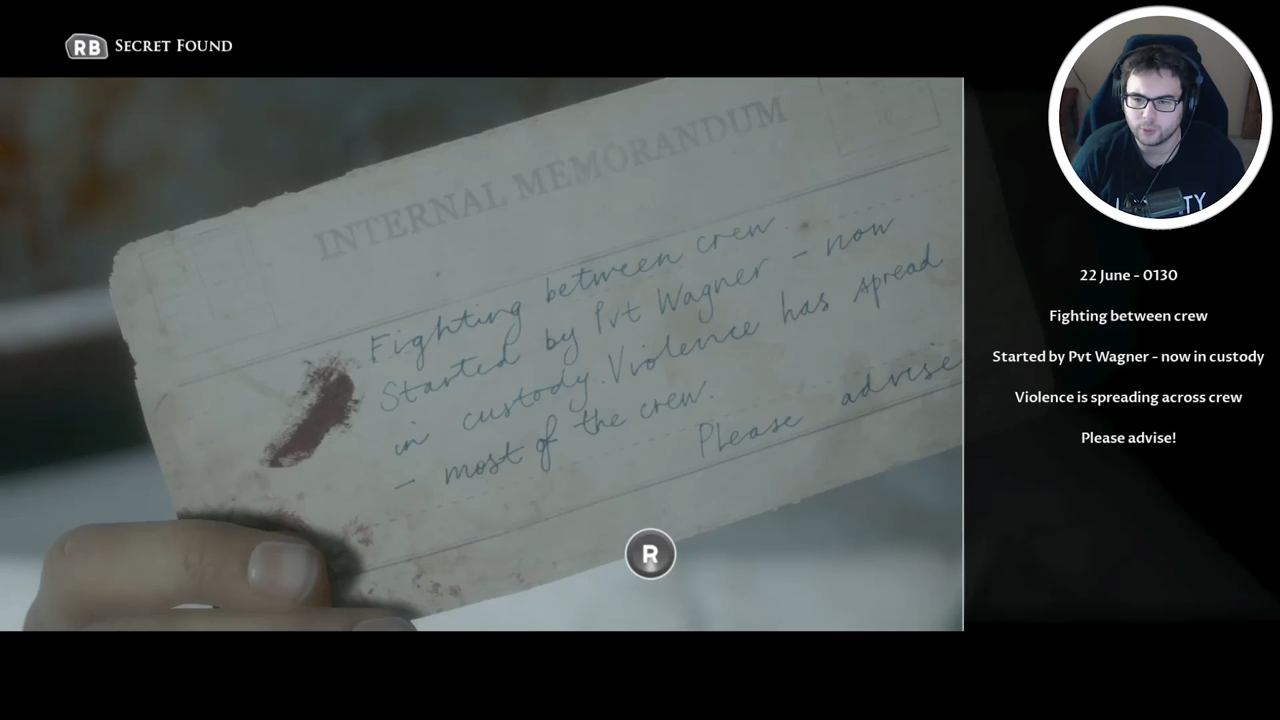 RB SECRET FOUND
INTERNAL MEMORANDUM
Fighting between crew.
Started by Pvt Wagner – now
in custody. Violence has spread
– most of the crew.
Please advise
R
22 June - 0130
Fighting between crew
Started by Pvt Wagner - now in custody
Violence is spreading across crew
Please advise!